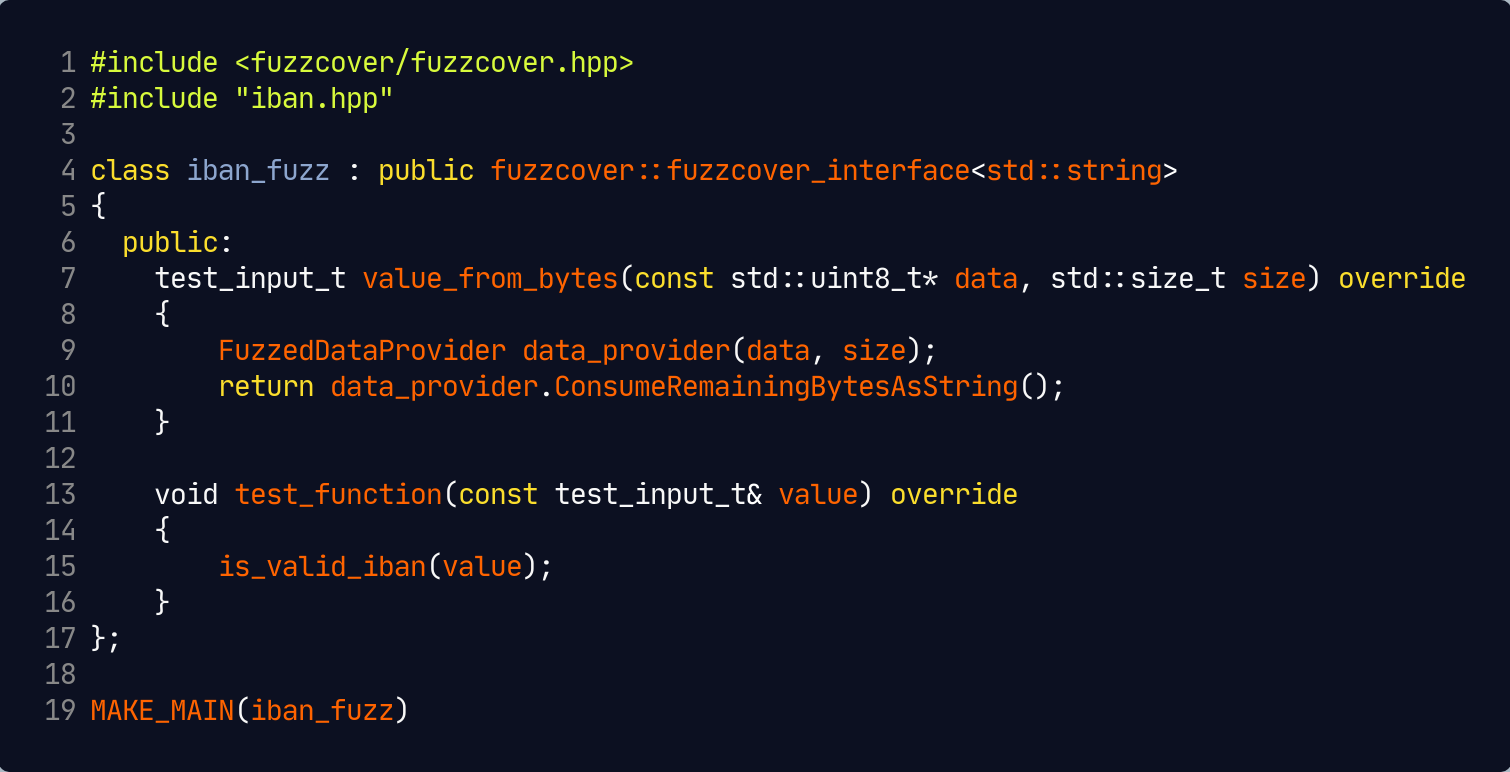 1 #include <fuzzcover/fuzzcover.hpp>
2 #include "iban.hpp"
3
4 class iban_fuzz : public fuzzcover::fuzzcover_interface<std::string>
5 {
6   public:
7     test_input_t value_from_bytes(const std::uint8_t* data, std::size_t size) override
8     {
9         FuzzedDataProvider data_provider(data, size);
10         return data_provider.ConsumeRemainingBytesAsString();
11     }
12
13     void test_function(const test_input_t& value) override
14     {
15         is_valid_iban(value);
16     }
17 };
18
19 MAKE_MAIN(iban_fuzz)